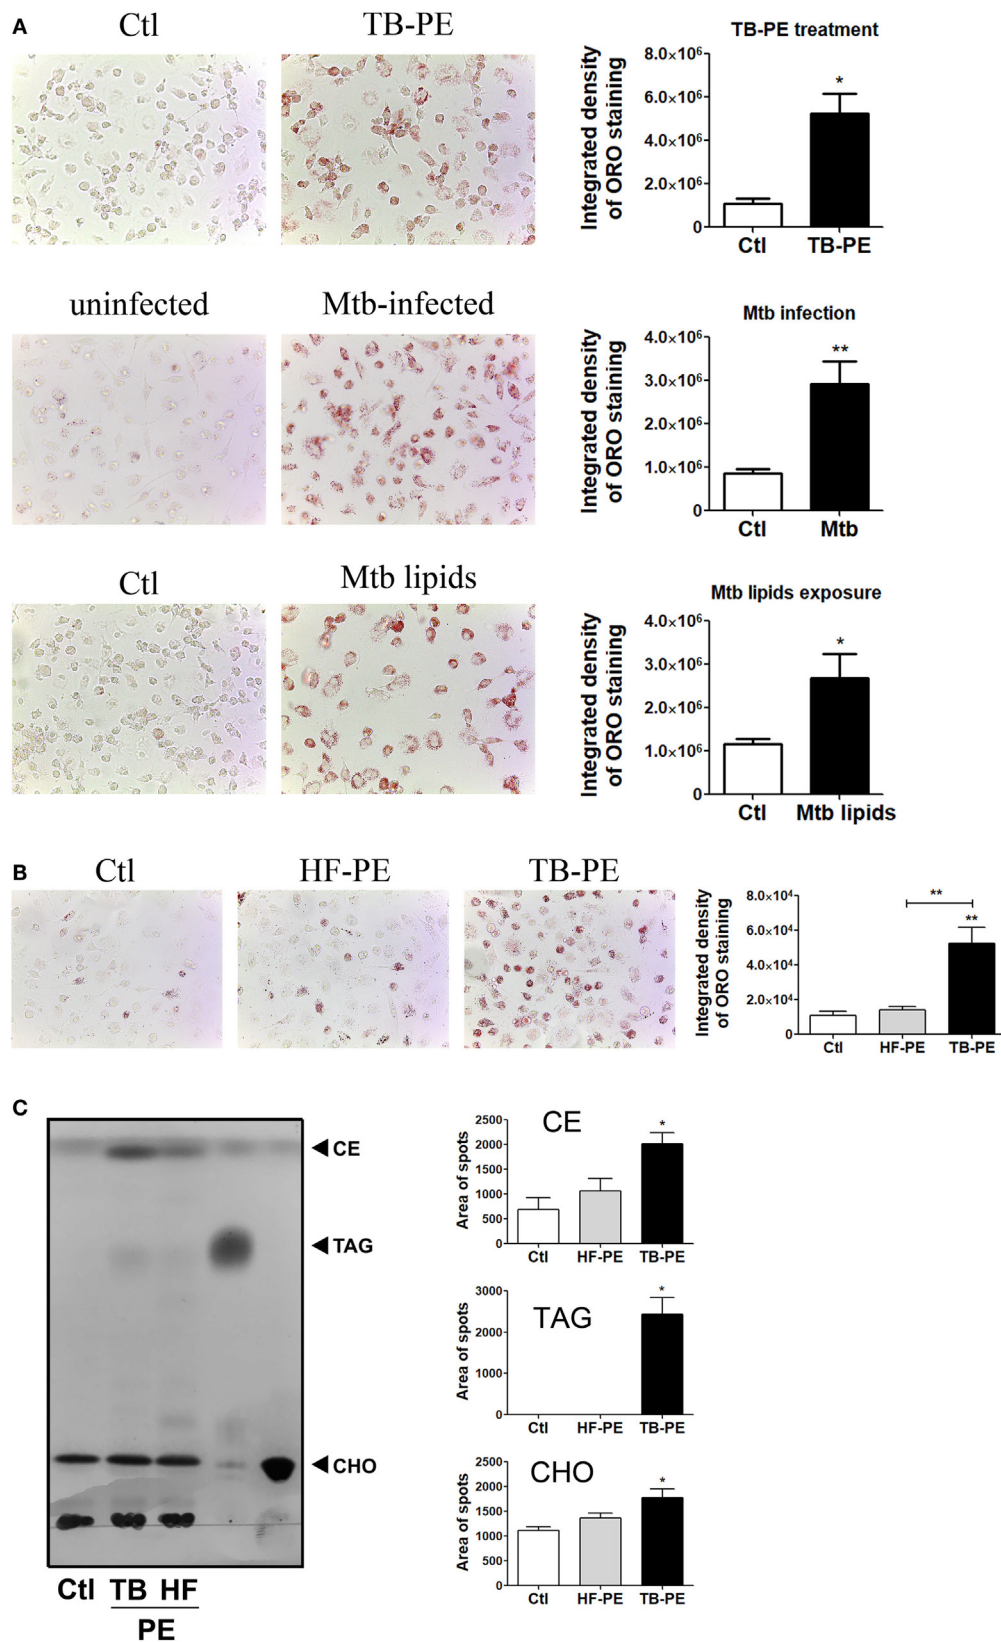 A
Ctl
TB-PE
TB-PE treatment
Integrated density
of ORO staining
8.0×10⁶
6.0×10⁶
4.0×10⁶
2.0×10⁶
0
*
Ctl
TB-PE
uninfected
Mtb-infected
Mtb infection
Integrated density
of ORO staining
4.0×10⁶
3.0×10⁶
2.0×10⁶
1.0×10⁶
0
**
Ctl
Mtb
Ctl
Mtb lipids
Mtb lipids exposure
Integrated density
of ORO staining
4.0×10⁶
3.0×10⁶
2.0×10⁶
1.0×10⁶
0
*
Ctl
Mtb lipids
B
Ctl
HF-PE
TB-PE
Integrated density
of ORO staining
8.0×10⁴
6.0×10⁴
4.0×10⁴
2.0×10⁴
0
**
**
Ctl
HF-PE
TB-PE
C
CE
TAG
CHO
Ctl
TB
HF
PE
CE
Area of spots
2500
2000
1500
1000
500
0
*
Ctl
HF-PE
TB-PE
TAG
Area of spots
3000
2000
1000
0
*
Ctl
HF-PE
TB-PE
CHO
Area of spots
2500
2000
1500
1000
500
0
*
Ctl
HF-PE
TB-PE